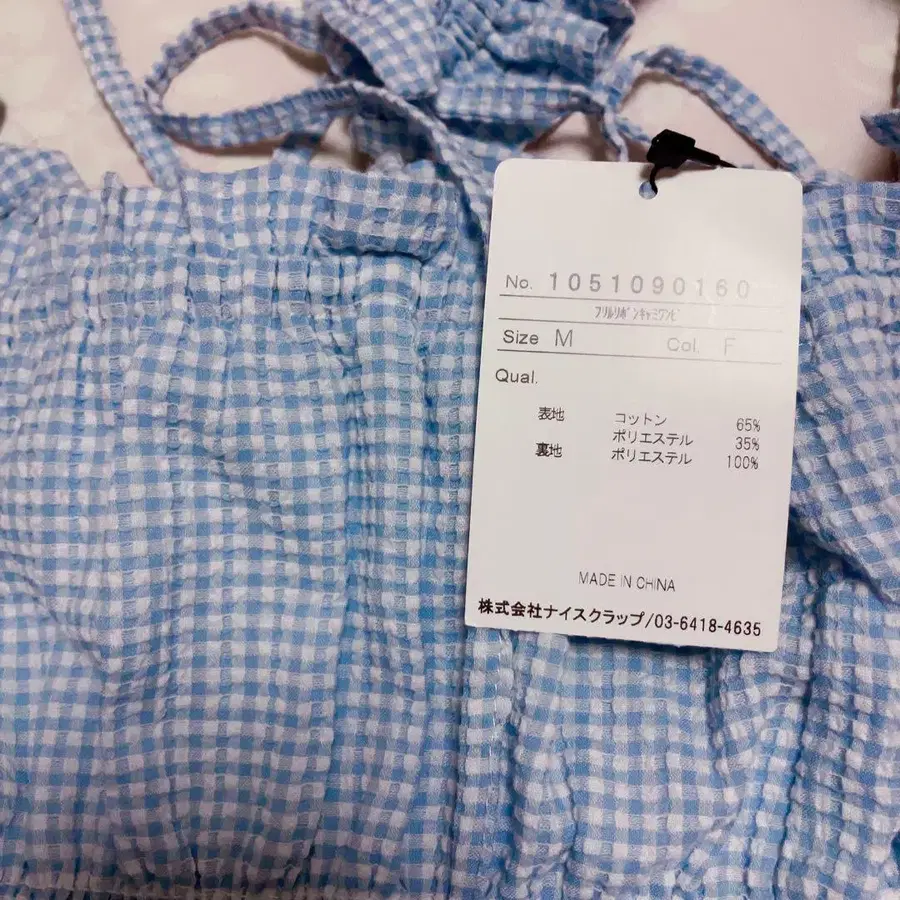 No. 1051090160
ﾌﾘﾙﾘﾎﾞﾝｷｬﾐﾜﾝﾋﾟ
Size M Col. F
Qual.
表地 コットン 65%
ポリエステル 35%
裏地 ポリエステル 100%
MADE IN CHINA
株式会社ナイスクラップ/03-6418-4635